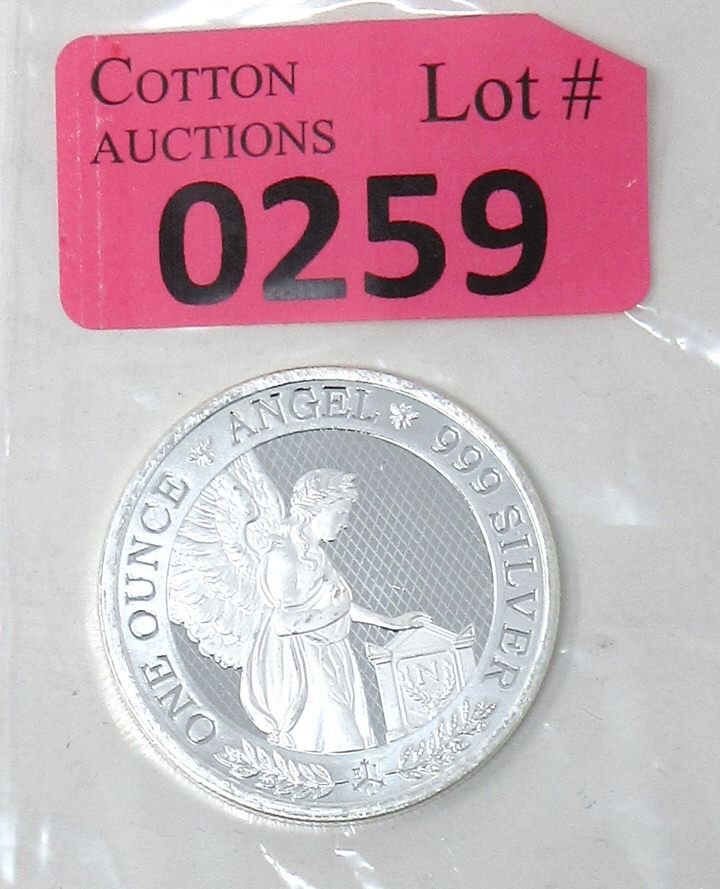 COTTON
AUCTIONS
Lot #
0259
ONE OUNCE ANGEL 999 SILVER
N